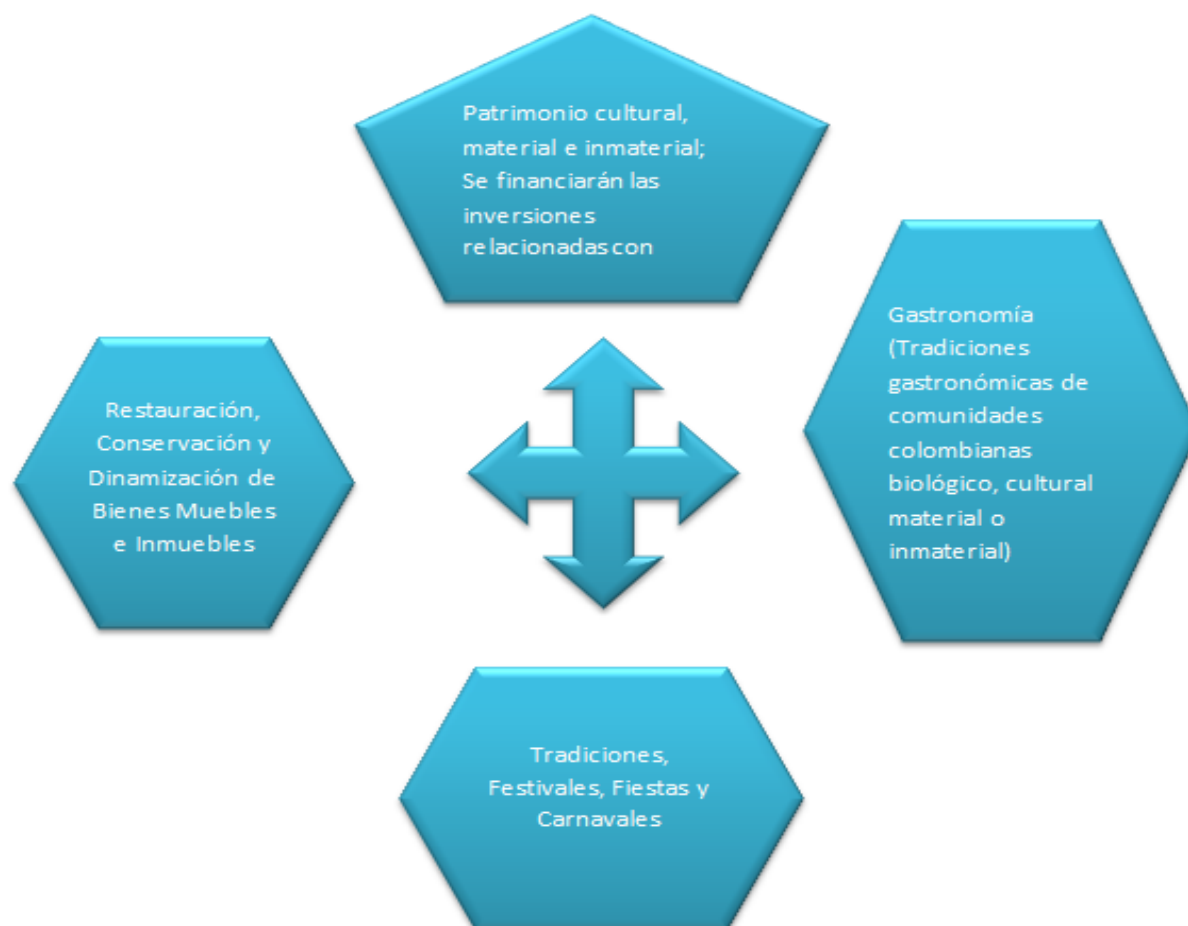 Patrimonio cultural,
material e inmaterial;
Se financiarán las
inversiones
relacionadas con
Gastronomía
(Tradiciones
gastronómicas de
comunidades
colombianas
biológico, cultural
material o
inmaterial)
Restauración,
Conservación y
Dinamización de
Bienes Muebles
e Inmuebles
Tradiciones,
Festivales, Fiestas y
Carnavales